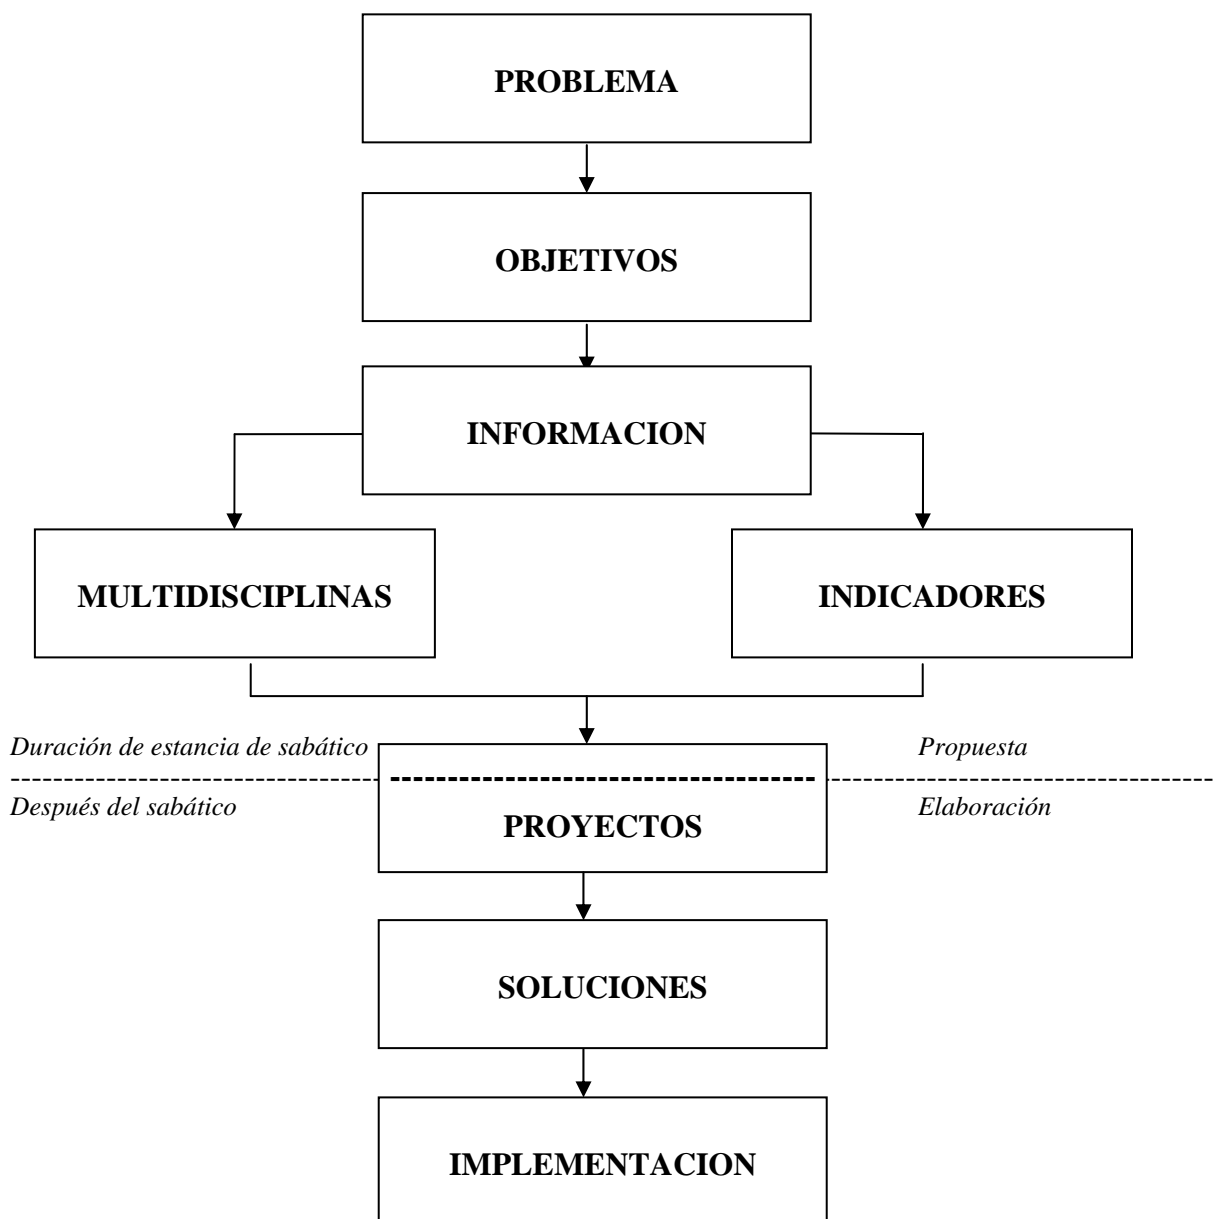 PROBLEMA
OBJETIVOS
INFORMACION
MULTIDISCIPLINAS
INDICADORES
Duración de estancia de sabático
Propuesta
Después del sabático
Elaboración
PROYECTOS
SOLUCIONES
IMPLEMENTACION